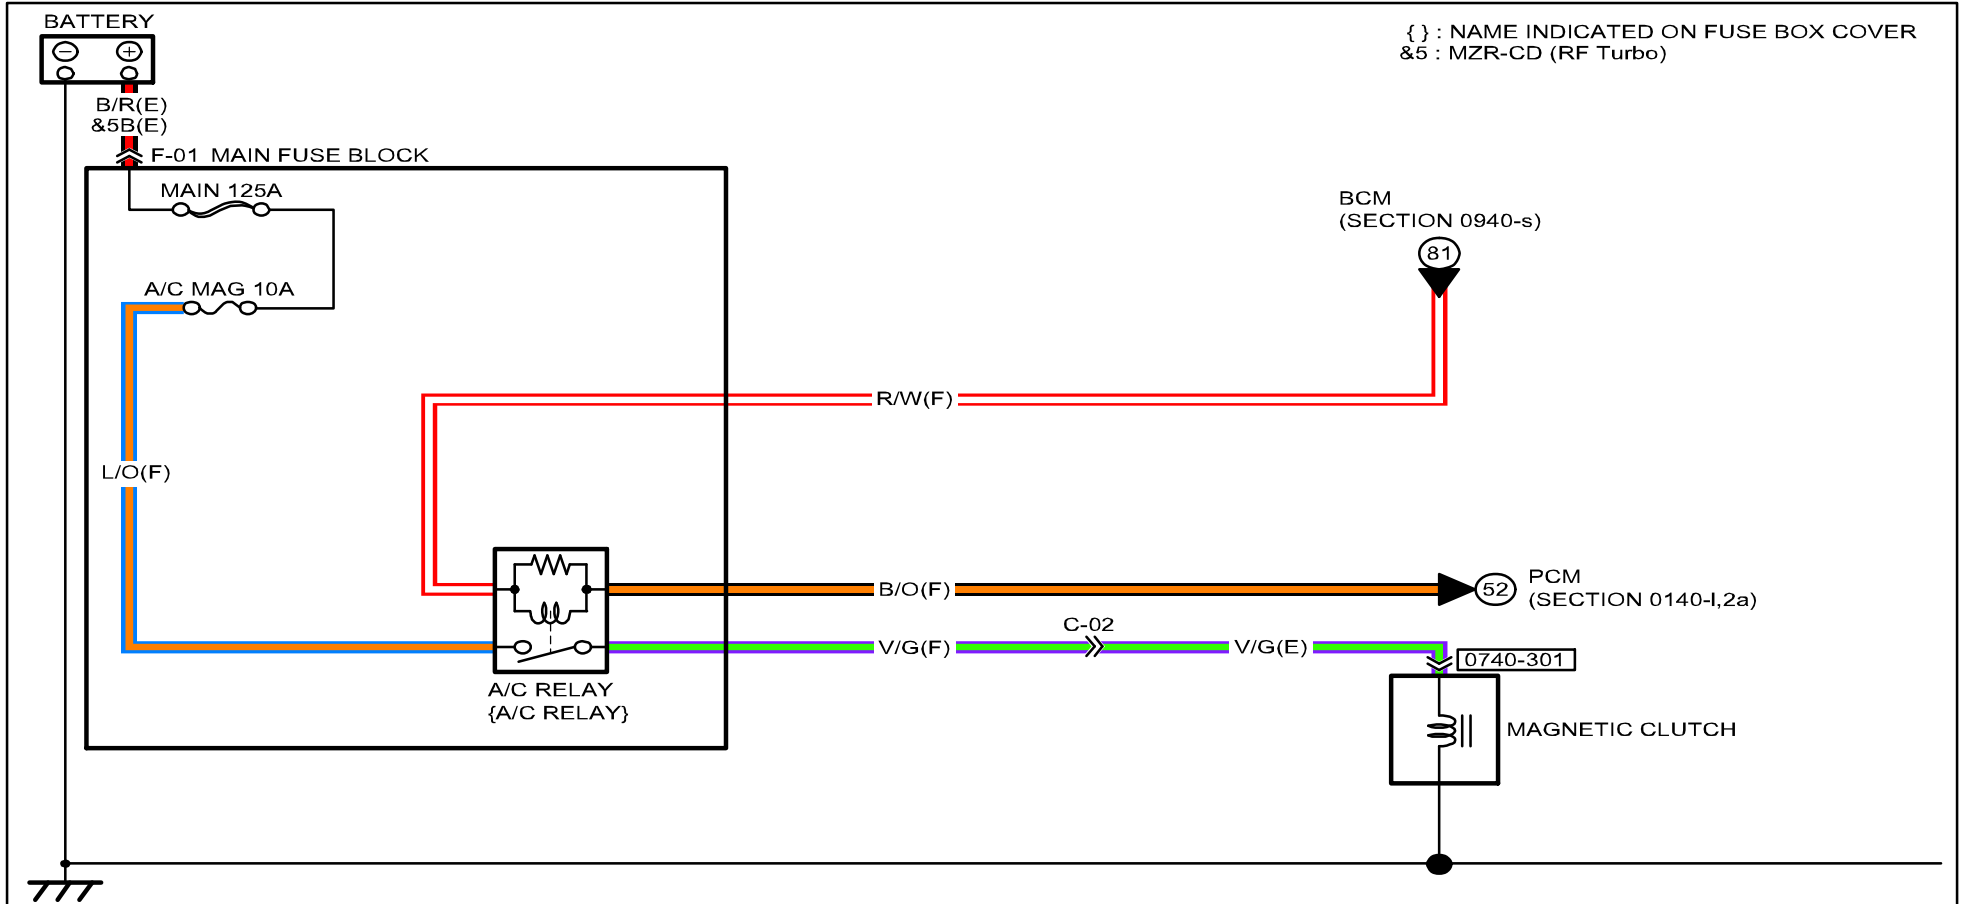 BATTERY
{ } : NAME INDICATED ON FUSE BOX COVER
&5 : MZR-CD (RF Turbo)
− +
B/R(E)
&5B(E)
F-01 MAIN FUSE BLOCK
MAIN 125A
BCM
(SECTION 0940-s)
81
A/C MAG 10A
R/W(F)
L/O(F)
B/O(F)
52
PCM
(SECTION 0140-I,2a)
C-02
V/G(F)
V/G(E)
0740-301
A/C RELAY
{A/C RELAY}
MAGNETIC CLUTCH